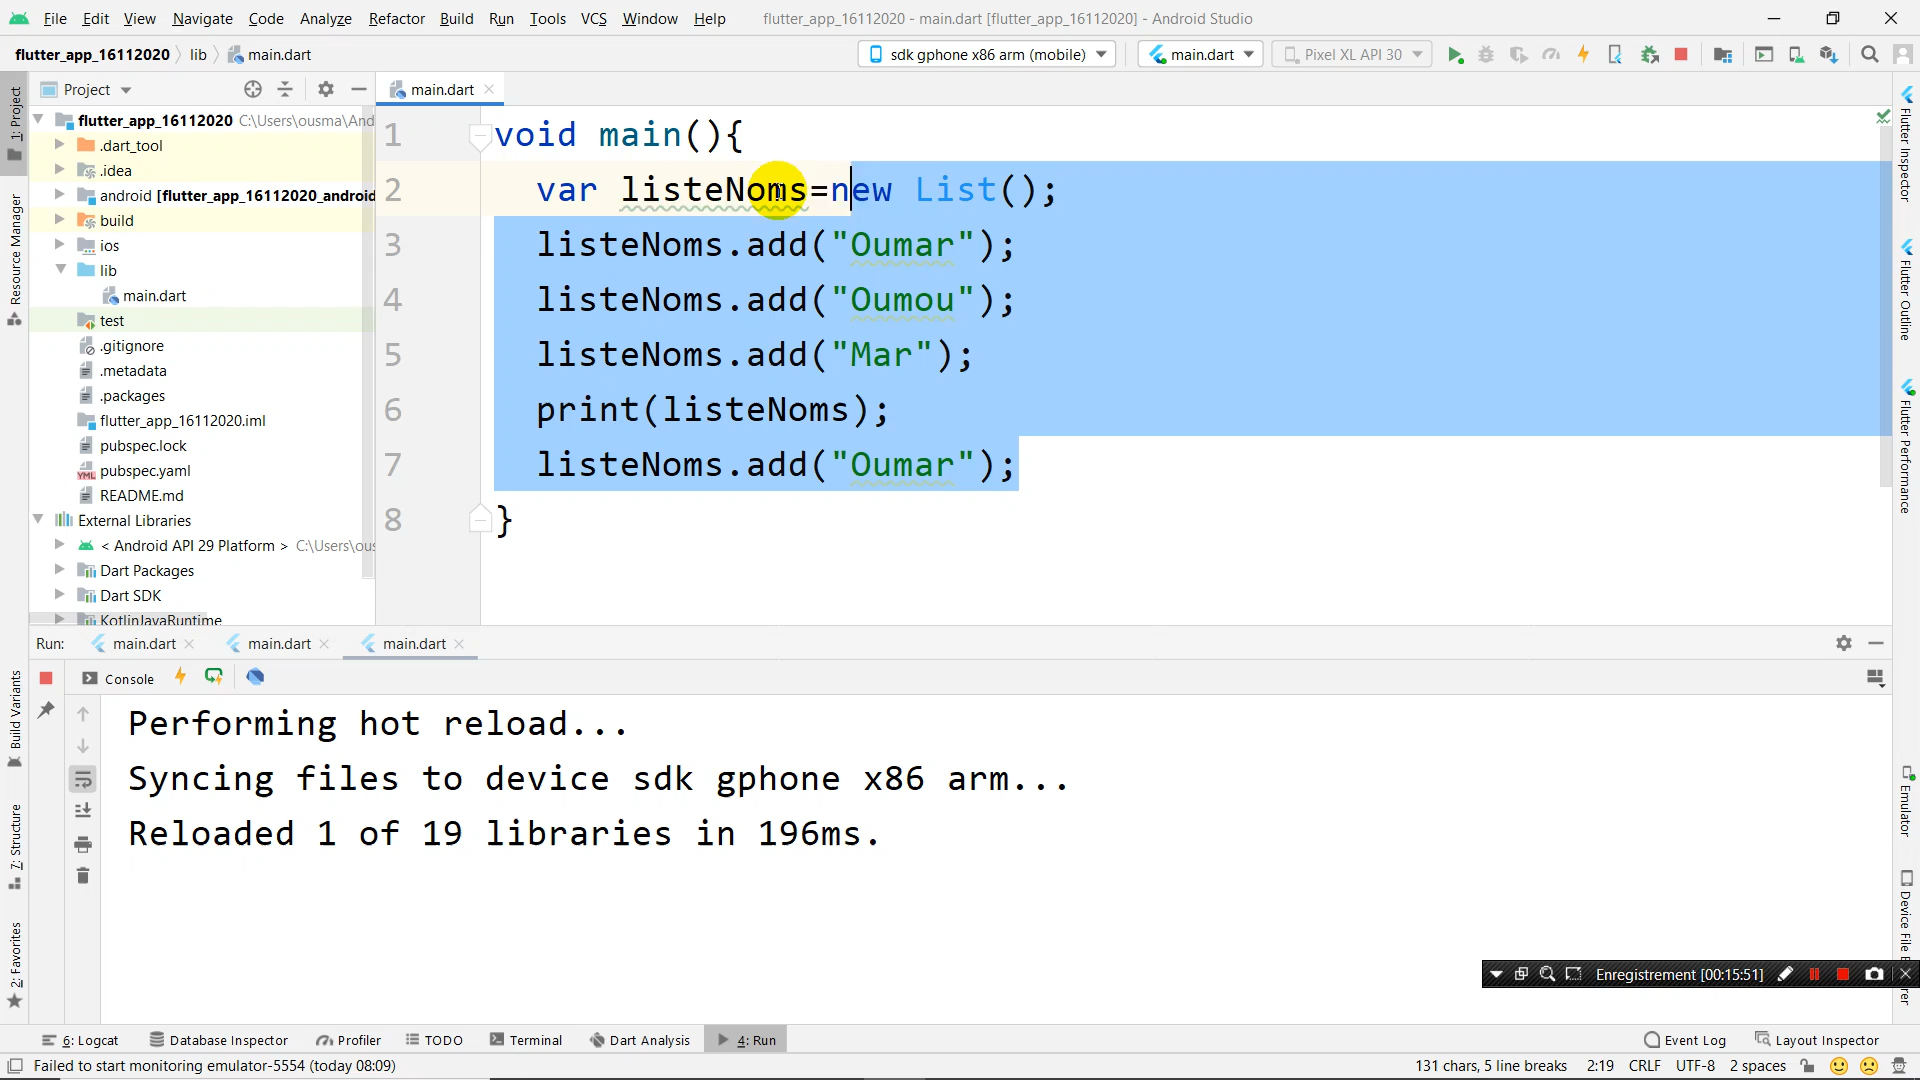 File Edit View Navigate Code Analyze Refactor Build Run Tools VCS Window Help flutter_app_16112020 - main.dart [flutter_app_16112020] - Android Studio
flutter_app_16112020 lib main.dart sdk gphone x86 arm (mobile) main.dart Pixel XL API 30
Project main.dart
flutter_app_16112020 C:\Users\ousma\And
.dart_tool
.idea
android [flutter_app_16112020_android
build
ios
lib
main.dart
test
.gitignore
.metadata
.packages
flutter_app_16112020.iml
pubspec.lock
pubspec.yaml
README.md
External Libraries
< Android API 29 Platform > C:\Users\ous
Dart Packages
Dart SDK
KotlinJavaRuntime
1 void main(){
2 var listeNoms=new List();
3 listeNoms.add("Oumar");
4 listeNoms.add("Oumou");
5 listeNoms.add("Mar");
6 print(listeNoms);
7 listeNoms.add("Oumar");
8 }
1: Project
Resource Manager
Build Variants
7: Structure
2: Favorites
Flutter Inspector
Flutter Outline
Flutter Performance
Emulator
Device File E
rer
Run: main.dart main.dart main.dart
Console
Performing hot reload...
Syncing files to device sdk gphone x86 arm...
Reloaded 1 of 19 libraries in 196ms.
Enregistrement [00:15:51]
6: Logcat Database Inspector Profiler TODO Terminal Dart Analysis 4: Run Event Log Layout Inspector
Failed to start monitoring emulator-5554 (today 08:09) 131 chars, 5 line breaks 2:19 CRLF UTF-8 2 spaces